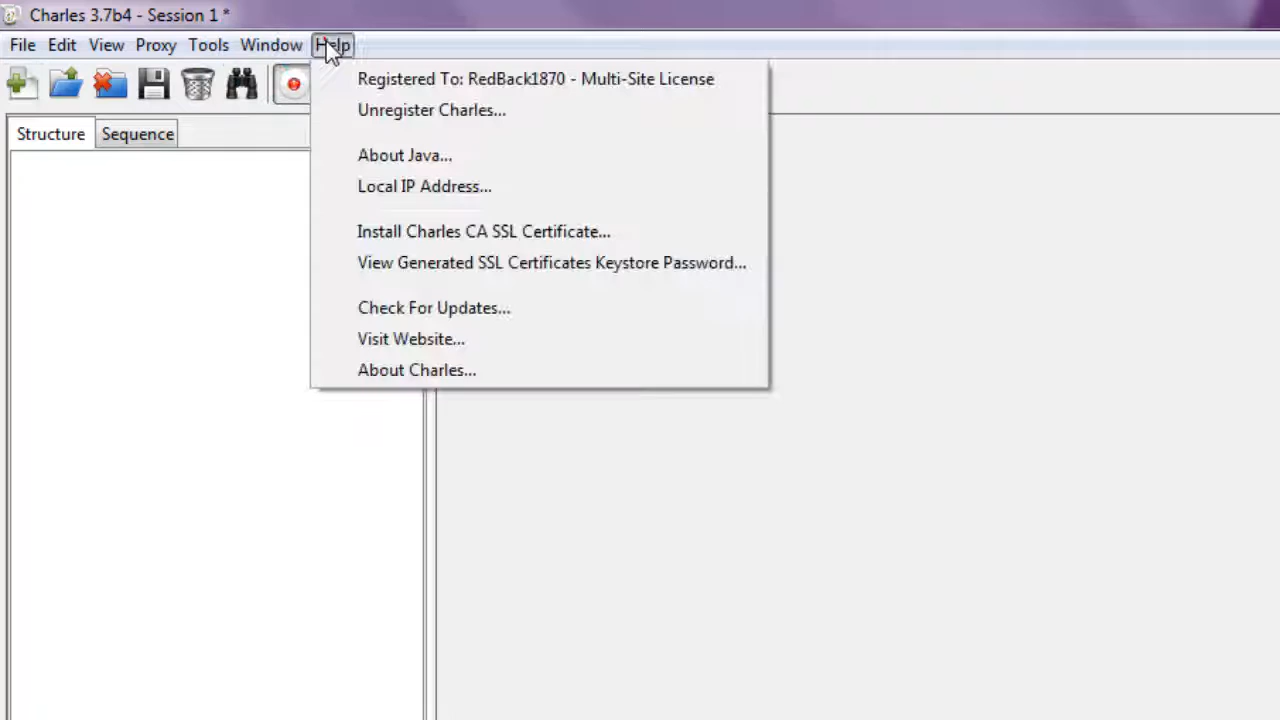 Charles 3.7b4 - Session 1 *
File Edit View Proxy Tools Window Help
Registered To: RedBack1870 - Multi-Site License
Unregister Charles...
About Java...
Local IP Address...
Install Charles CA SSL Certificate...
View Generated SSL Certificates Keystore Password...
Check For Updates...
Visit Website...
About Charles...
Structure Sequence